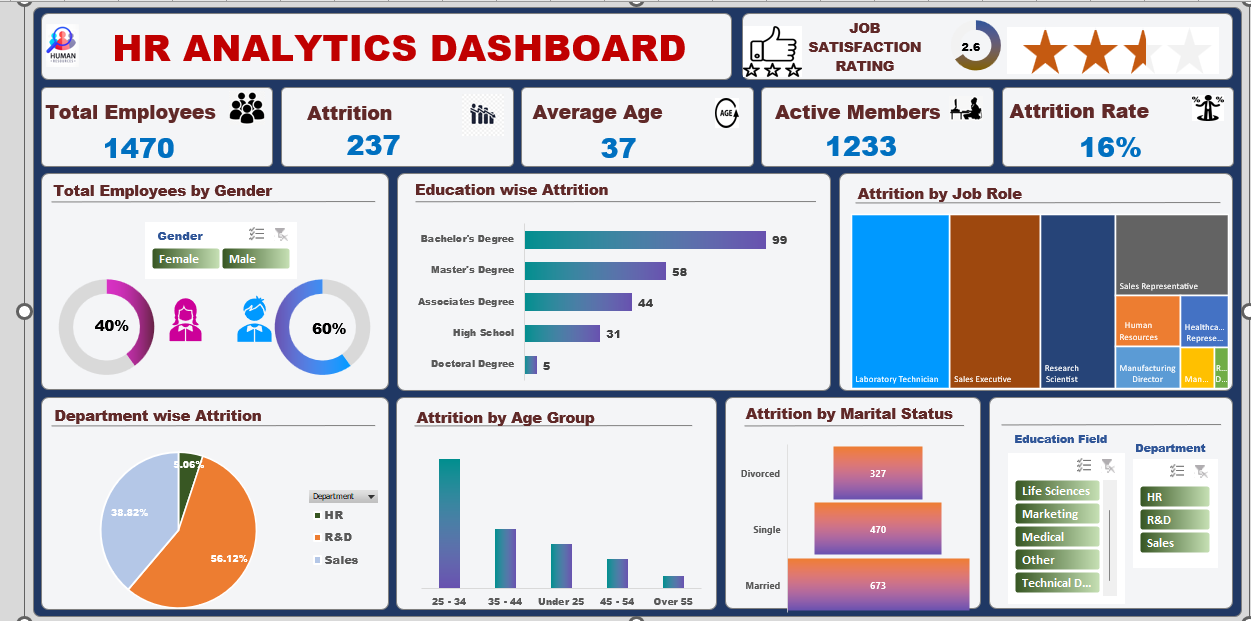 HUMAN
RESOURCES
HR ANALYTICS DASHBOARD
JOB
SATISFACTION
RATING
2.6
Total Employees
1470
Attrition
237
Average Age
AGE
37
Active Members
1233
Attrition Rate
% %
16%
Total Employees by Gender
Gender
Female Male
40%
60%
Education wise Attrition
Bachelor's Degree 99
Master's Degree 58
Associates Degree 44
High School 31
Doctoral Degree 5
Attrition by Job Role
Laboratory Technician
Sales Executive
Research
Scientist
Sales Representative
Human
Resources
Healthca...
Represe...
Manufacturing
Director
Man...
R...
D...
Department wise Attrition
5.06%
38.82%
56.12%
Department
HR
R&D
Sales
Attrition by Age Group
25 - 34 35 - 44 Under 25 45 - 54 Over 55
Attrition by Marital Status
Divorced 327
Single 470
Married 673
Education Field
Life Sciences
Marketing
Medical
Other
Technical D...
Department
HR
R&D
Sales